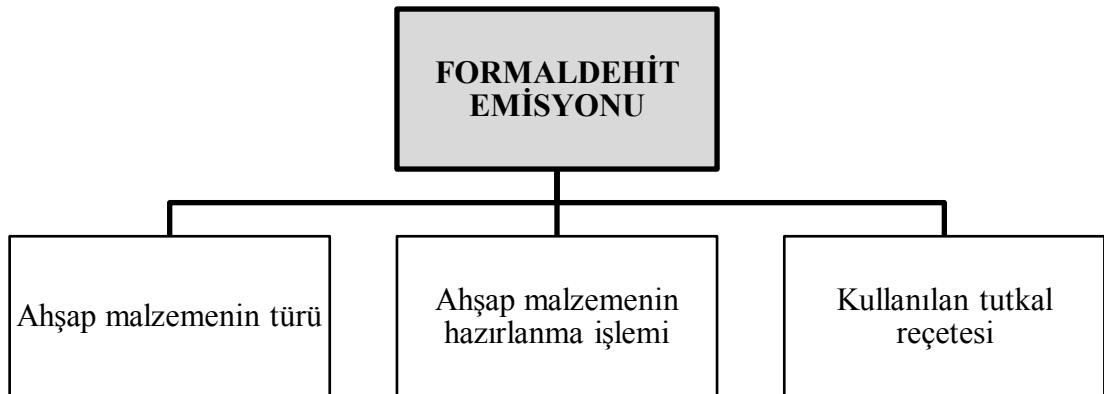 FORMALDEHİT
EMİSYONU
Ahşap malzemenin türü
Ahşap malzemenin
hazırlanma işlemi
Kullanılan tutkal
reçetesi